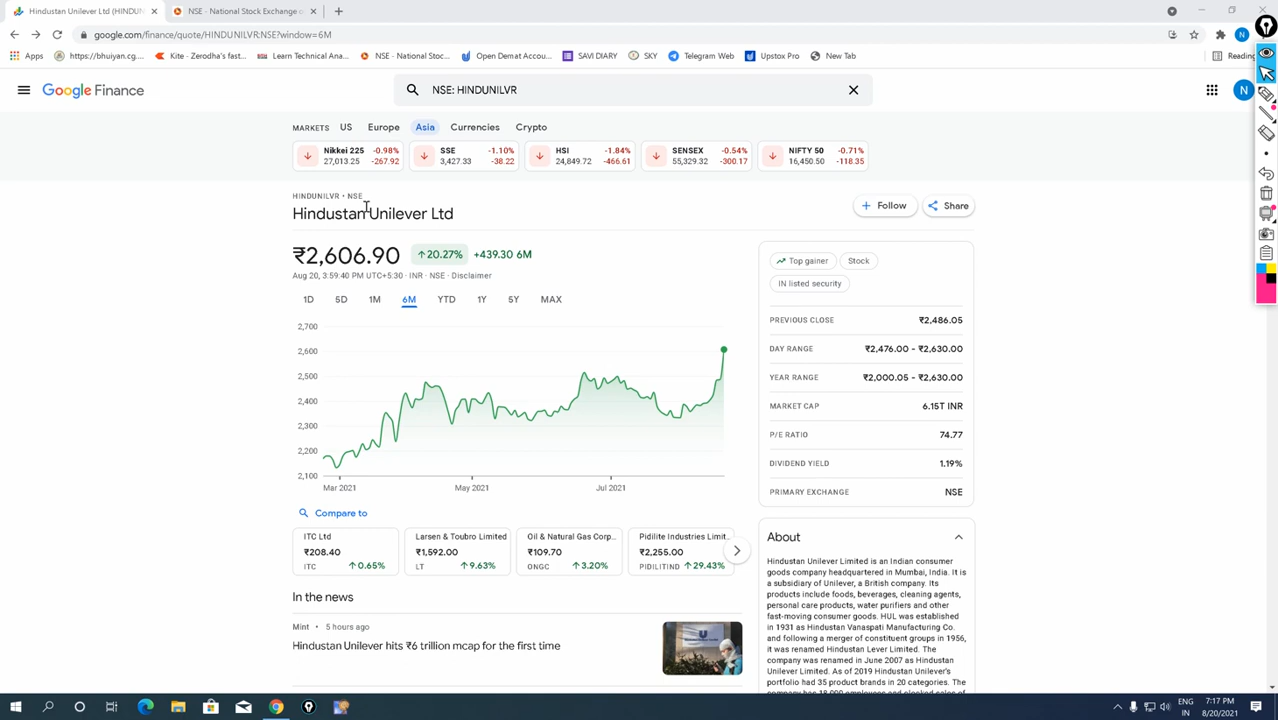 Hindustan Unilever Ltd (HINDUNIL
NSE - National Stock Exchange o
google.com/finance/quote/HINDUNILVR:NSE?window=6M
N
Apps
https://bhuiyan.cg....
Kite - Zerodha's fast...
Learn Technical Ana...
NSE - National Stoc...
Open Demat Accou...
SAVI DIARY
SKY
Telegram Web
Upstox Pro
New Tab
Reading
Google Finance
NSE: HINDUNILVR
N
MARKETS
US
Europe
Asia
Currencies
Crypto
Nikkei 225 -0.98%
27,013.25 -267.92
SSE -1.10%
3,427.33 -38.22
HSI -1.84%
24,849.72 -466.61
SENSEX -0.54%
55,329.32 -300.17
NIFTY 50 -0.71%
16,450.50 -118.35
HINDUNILVR • NSE
Hindustan Unilever Ltd
Follow
Share
₹2,606.90
20.27%
+439.30 6M
Aug 20, 3:59:40 PM UTC+5:30 · INR · NSE · Disclaimer
1D
5D
1M
6M
YTD
1Y
5Y
MAX
2,700
2,600
2,500
2,400
2,300
2,200
2,100
Mar 2021
May 2021
Jul 2021
Top gainer
Stock
IN listed security
PREVIOUS CLOSE ₹2,486.05
DAY RANGE ₹2,476.00 - ₹2,630.00
YEAR RANGE ₹2,000.05 - ₹2,630.00
MARKET CAP 6.15T INR
P/E RATIO 74.77
DIVIDEND YIELD 1.19%
PRIMARY EXCHANGE NSE
Compare to
ITC Ltd
₹208.40
ITC 0.65%
Larsen & Toubro Limited
₹1,592.00
LT 9.63%
Oil & Natural Gas Corp...
₹109.70
ONGC 3.20%
Pidilite Industries Limit...
₹2,255.00
PIDILITIND 29.43%
In the news
Mint • 5 hours ago
Hindustan Unilever hits ₹6 trillion mcap for the first time
About
Hindustan Unilever Limited is an Indian consumer
goods company headquartered in Mumbai, India. It is
a subsidiary of Unilever, a British company. Its
products include foods, beverages, cleaning agents,
personal care products, water purifiers and other
fast-moving consumer goods. HUL was established
in 1931 as Hindustan Vanaspati Manufacturing Co.
and following a merger of constituent groups in 1956,
it was renamed Hindustan Lever Limited. The
company was renamed in June 2007 as Hindustan
Unilever Limited. As of 2019 Hindustan Unilever's
portfolio had 35 product brands in 20 categories. The
company has 18,000 employees and clocked sales of
ENG
IN
7:17 PM
8/20/2021